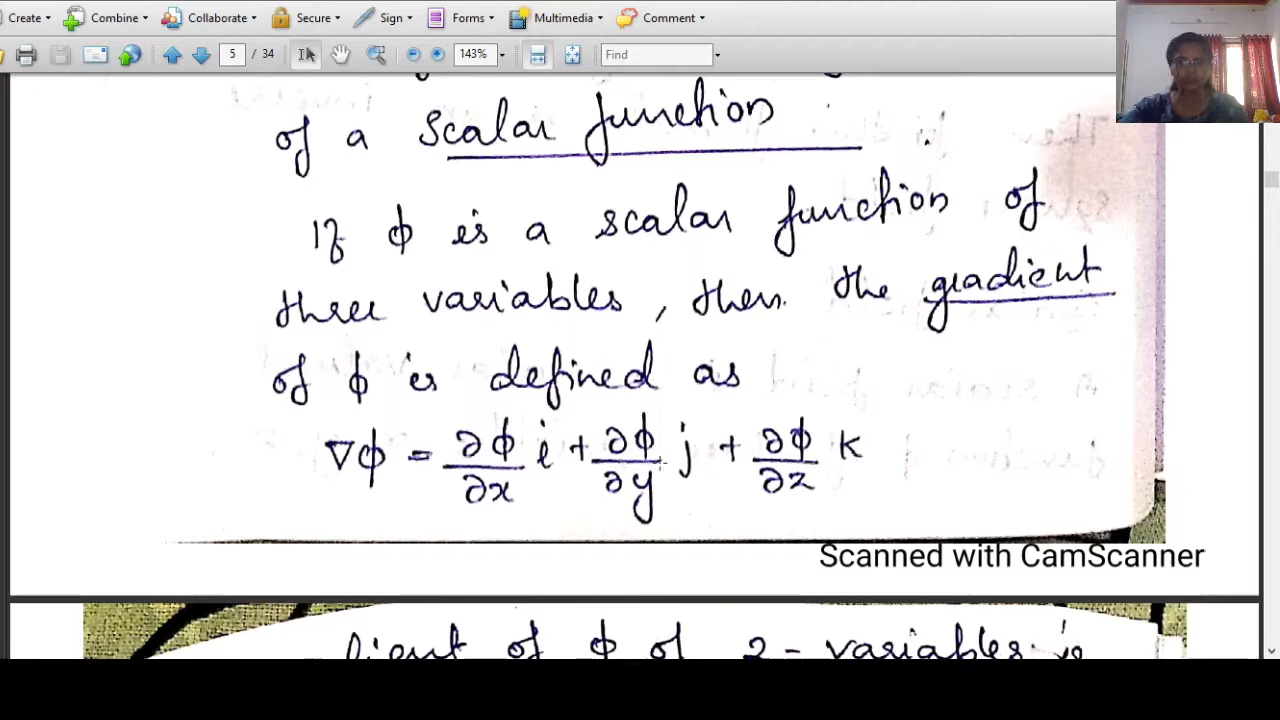 Create Combine Collaborate Secure Sign Forms Multimedia Comment
5 / 34 143% Find
of a scalar function
If ϕ is a scalar function of
three variables, then the gradient
of ϕ is defined as
∇ϕ = ∂ϕ/∂x i + ∂ϕ/∂y j + ∂ϕ/∂z k
Scanned with CamScanner
of ϕ of 2 - variables is